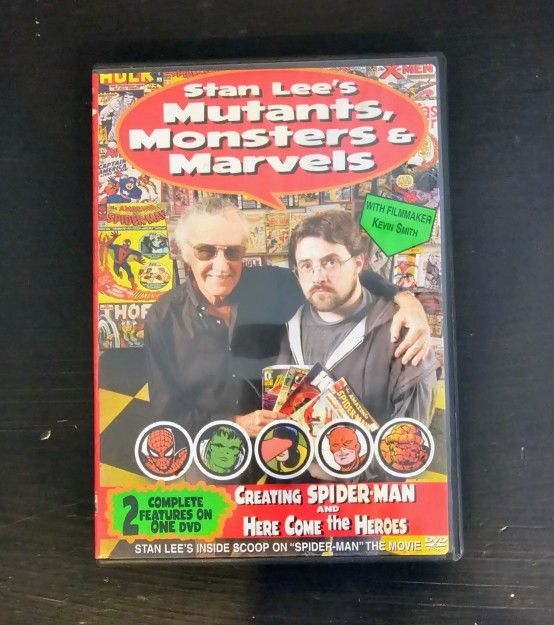 HULK
X-MEN
Stan Lee's
Mutants,
Monsters &
Marvels
CAPTAIN
AMERICA
WITH FILMMAKER
KEVIN SMITH
SPIDER-MAN
THOR
SPIDER-MAN
2 COMPLETE
FEATURES ON
ONE DVD
CREATING SPIDER-MAN
AND
HERE COME the HEROES
STAN LEE'S INSIDE SCOOP ON "SPIDER-MAN" THE MOVIE
DVD